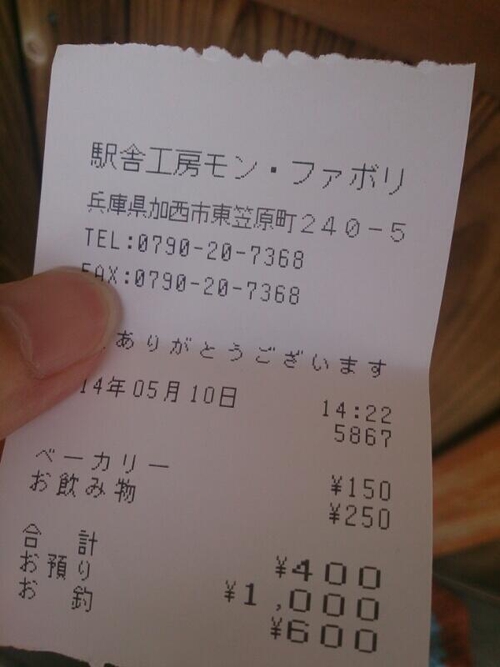 駅舎工房モン・ファボリ
兵庫県加西市東笠原町240-5
TEL:0790-20-7368
FAX:0790-20-7368
ありがとうございます
14年05月10日 14:22
5867
ベーカリー ¥150
お飲み物 ¥250
合 計 ¥400
お預り ¥1,000
お 釣 ¥600